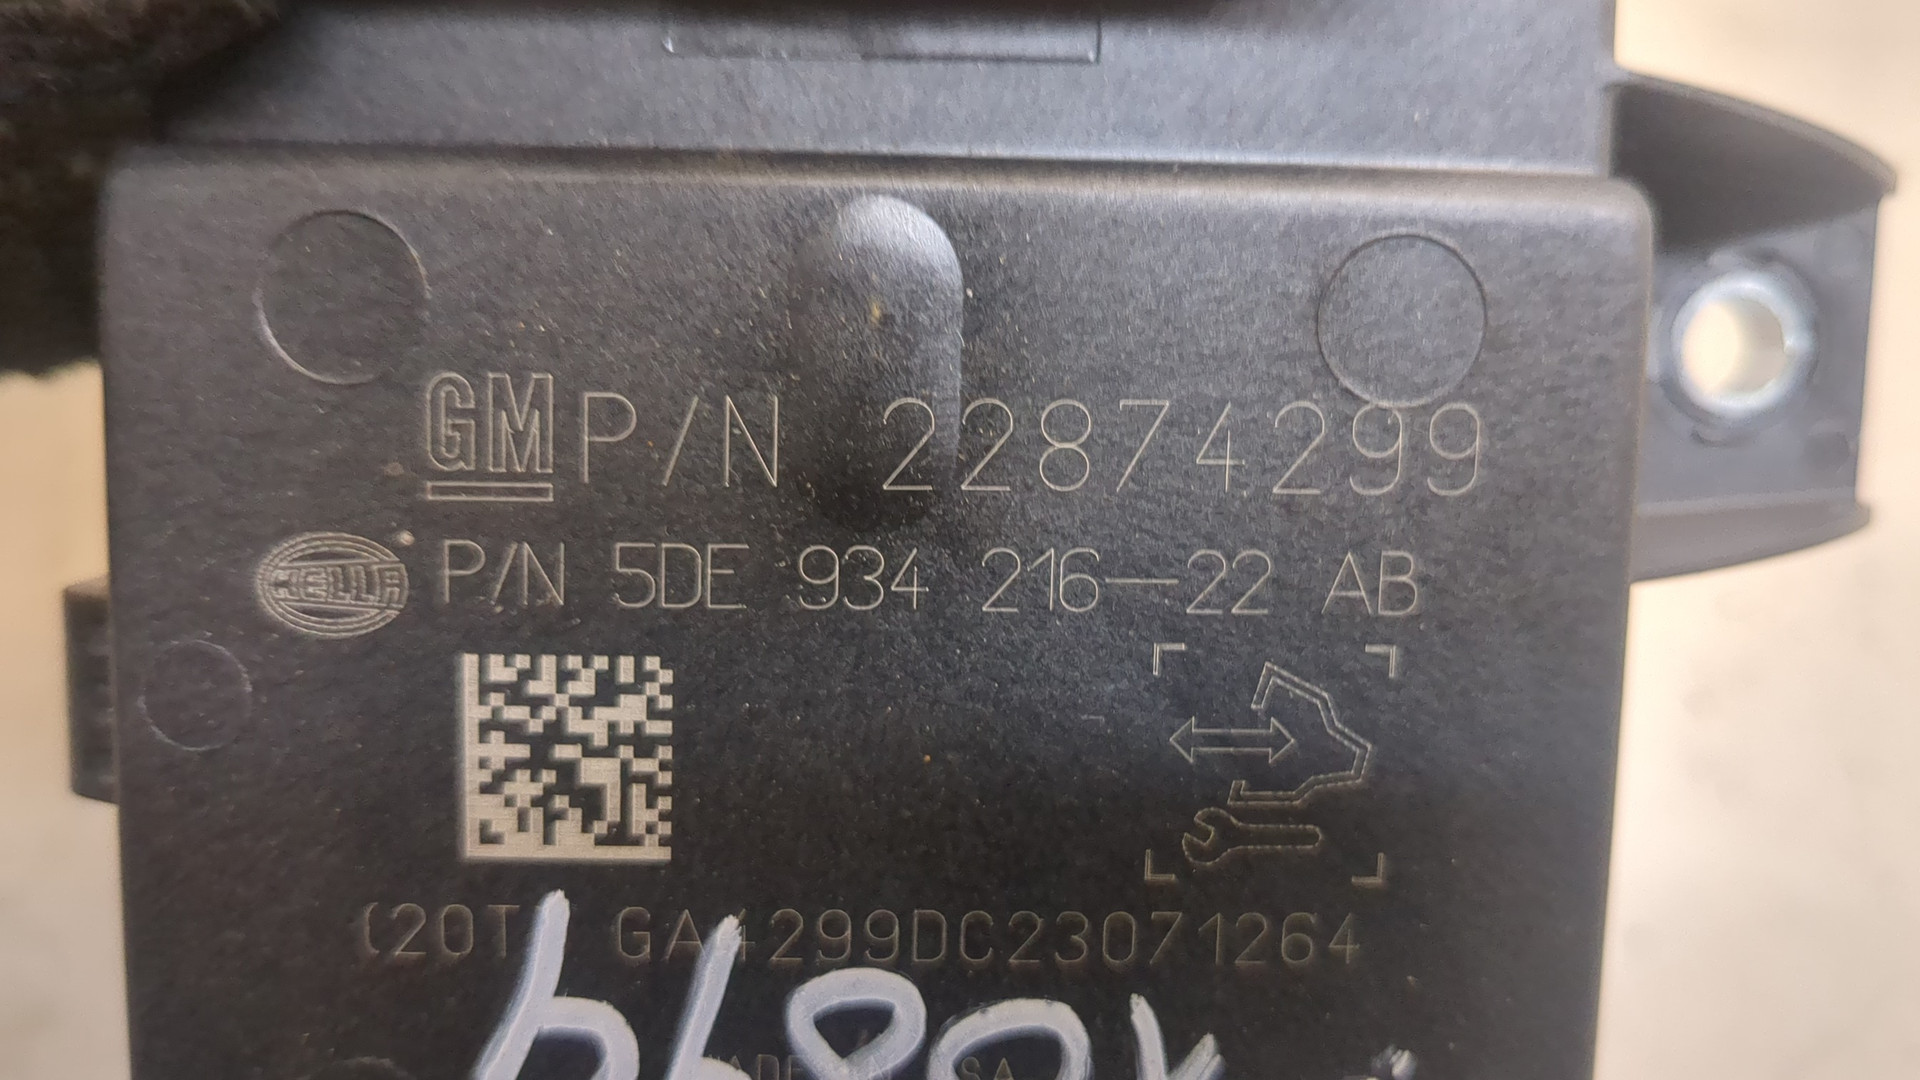 GM P/N 22874299
HELLA P/N 5DE 934 216-22 AB
(20T) GA4299DC23071264